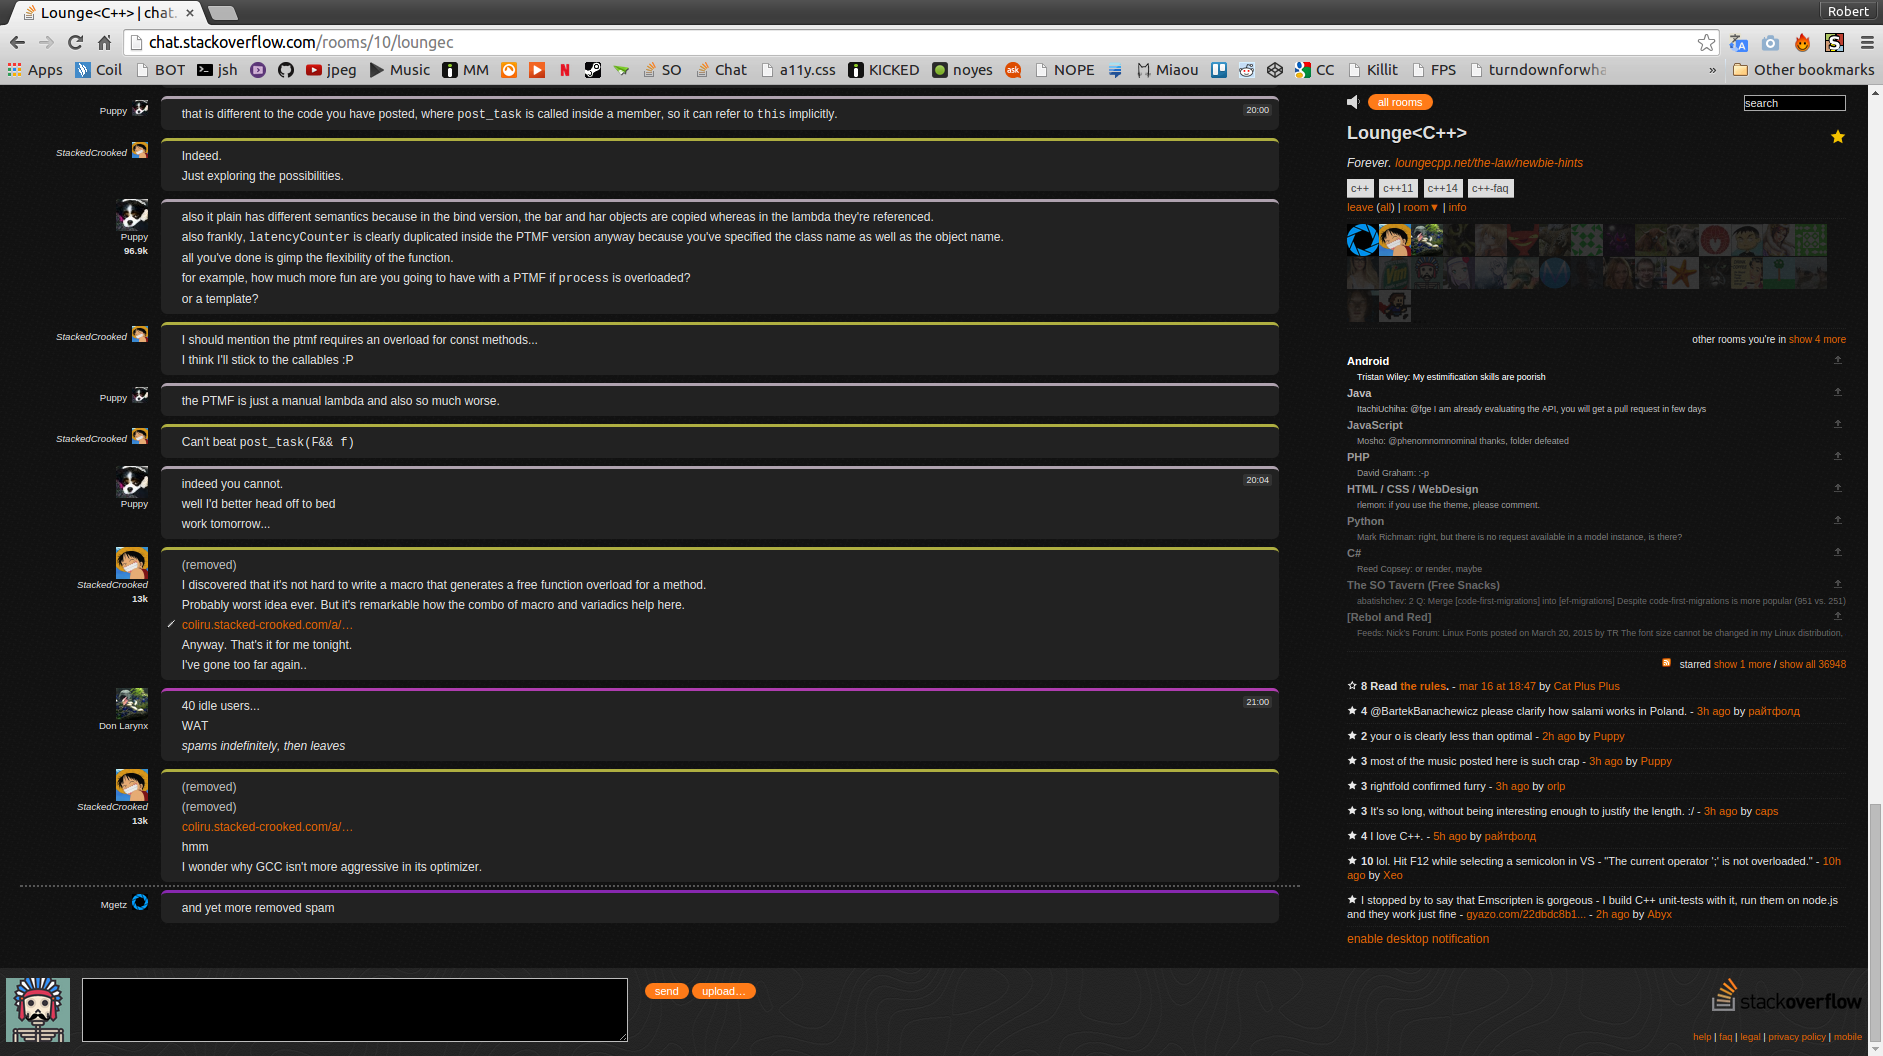 Lounge<C++> | chat.
Robert
chat.stackoverflow.com/rooms/10/loungec
Apps Coil BOT jsh jpeg Music MM N SO Chat a11y.css KICKED noyes ask NOPE Miaou CC Killit FPS turndownforwha » Other bookmarks
Puppy
that is different to the code you have posted, where post_task is called inside a member, so it can refer to this implicitly.
20:00
StackedCrooked
Indeed.
Just exploring the possibilities.
Puppy
96.9k
also it plain has different semantics because in the bind version, the bar and har objects are copied whereas in the lambda they're referenced.
also frankly, latencyCounter is clearly duplicated inside the PTMF version anyway because you've specified the class name as well as the object name.
all you've done is gimp the flexibility of the function.
for example, how much more fun are you going to have with a PTMF if process is overloaded?
or a template?
StackedCrooked
I should mention the ptmf requires an overload for const methods...
I think I'll stick to the callables :P
Puppy
the PTMF is just a manual lambda and also so much worse.
StackedCrooked
Can't beat post_task(F&& f)
Puppy
indeed you cannot.
20:04
well I'd better head off to bed
work tomorrow...
StackedCrooked
13k
(removed)
I discovered that it's not hard to write a macro that generates a free function overload for a method.
Probably worst idea ever. But it's remarkable how the combo of macro and variadics help here.
coliru.stacked-crooked.com/a/…
Anyway. That's it for me tonight.
I've gone too far again..
Don Larynx
40 idle users...
21:00
WAT
spams indefinitely, then leaves
StackedCrooked
13k
(removed)
(removed)
coliru.stacked-crooked.com/a/…
hmm
I wonder why GCC isn't more aggressive in its optimizer.
Mgetz
and yet more removed spam
send upload...
all rooms
search
Lounge<C++>
Forever. loungecpp.net/the-law/newbie-hints
c++ c++11 c++14 c++-faq
leave (all) | room▼ | info
other rooms you're in show 4 more
Android
Tristan Wiley: My estimification skills are poorish
Java
ItachiUchiha: @fge I am already evaluating the API, you will get a pull request in few days
JavaScript
Mosho: @phenomnomnominal thanks, folder defeated
PHP
David Graham: :-p
HTML / CSS / WebDesign
rlemon: if you use the theme, please comment.
Python
Mark Richman: right, but there is no request available in a model instance, is there?
C#
Reed Copsey: or render, maybe
The SO Tavern (Free Snacks)
abatishchev: 2 Q: Merge [code-first-migrations] into [ef-migrations] Despite code-first-migrations is more popular (951 vs. 251)
[Rebol and Red]
Feeds: Nick's Forum: Linux Fonts posted on March 20, 2015 by TR The font size cannot be changed in my Linux distribution,
starred show 1 more / show all 36948
8 Read the rules. - mar 16 at 18:47 by Cat Plus Plus
4 @BartekBanachewicz please clarify how salami works in Poland. - 3h ago by райтфолд
2 your o is clearly less than optimal - 2h ago by Puppy
3 most of the music posted here is such crap - 3h ago by Puppy
3 rightfold confirmed furry - 3h ago by orlp
3 It's so long, without being interesting enough to justify the length. :/ - 3h ago by caps
4 I love C++. - 5h ago by райтфолд
10 lol. Hit F12 while selecting a semicolon in VS - "The current operator ';' is not overloaded." - 10h
ago by Xeo
I stopped by to say that Emscripten is gorgeous - I build C++ unit-tests with it, run them on node.js
and they work just fine - gyazo.com/22dbdc8b1... - 2h ago by Abyx
enable desktop notification
stackoverflow
help | faq | legal | privacy policy | mobile